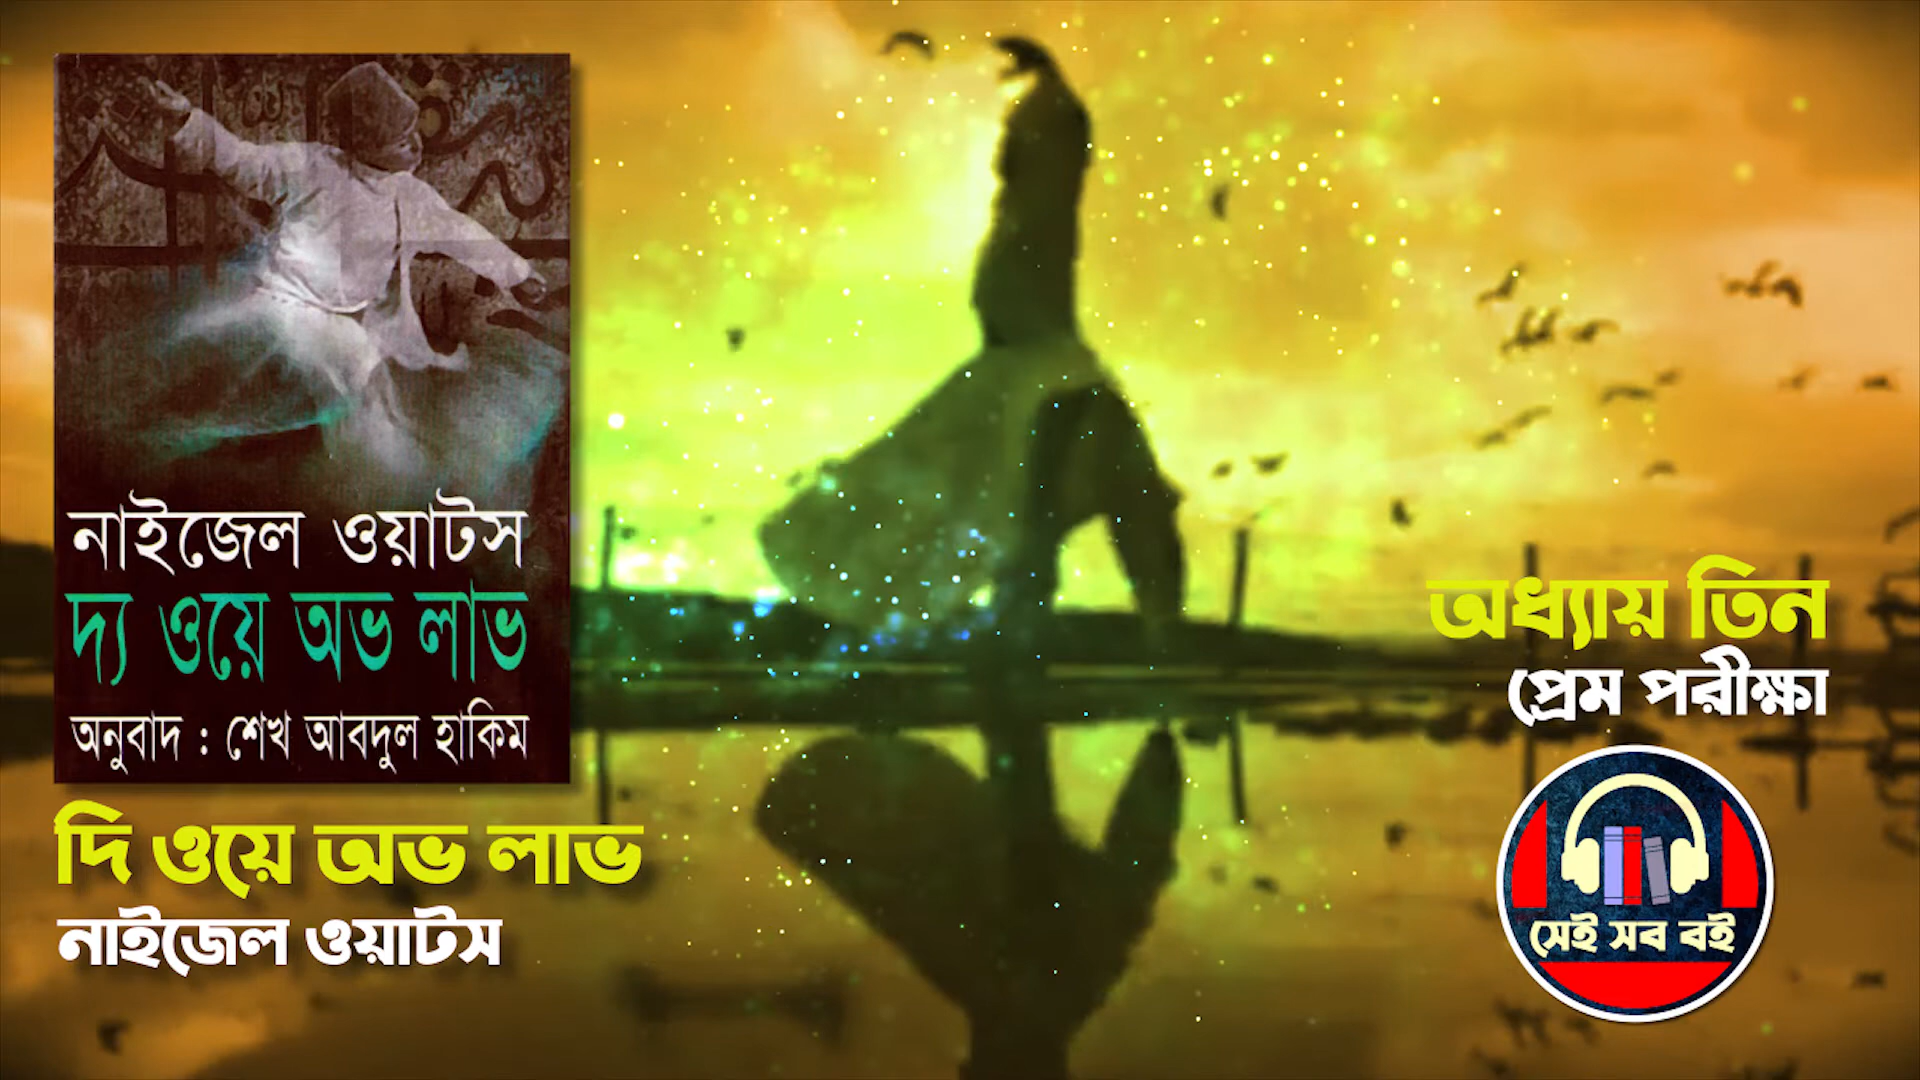 নাইজেল ওয়াটস
দ্য ওয়ে অভ লাভ
অনুবাদ : শেখ আবদুল হাকিম
দি ওয়ে অভ লাভ
নাইজেল ওয়াটস
অধ্যায় তিন
প্রেম পরীক্ষা
সেই সব বই